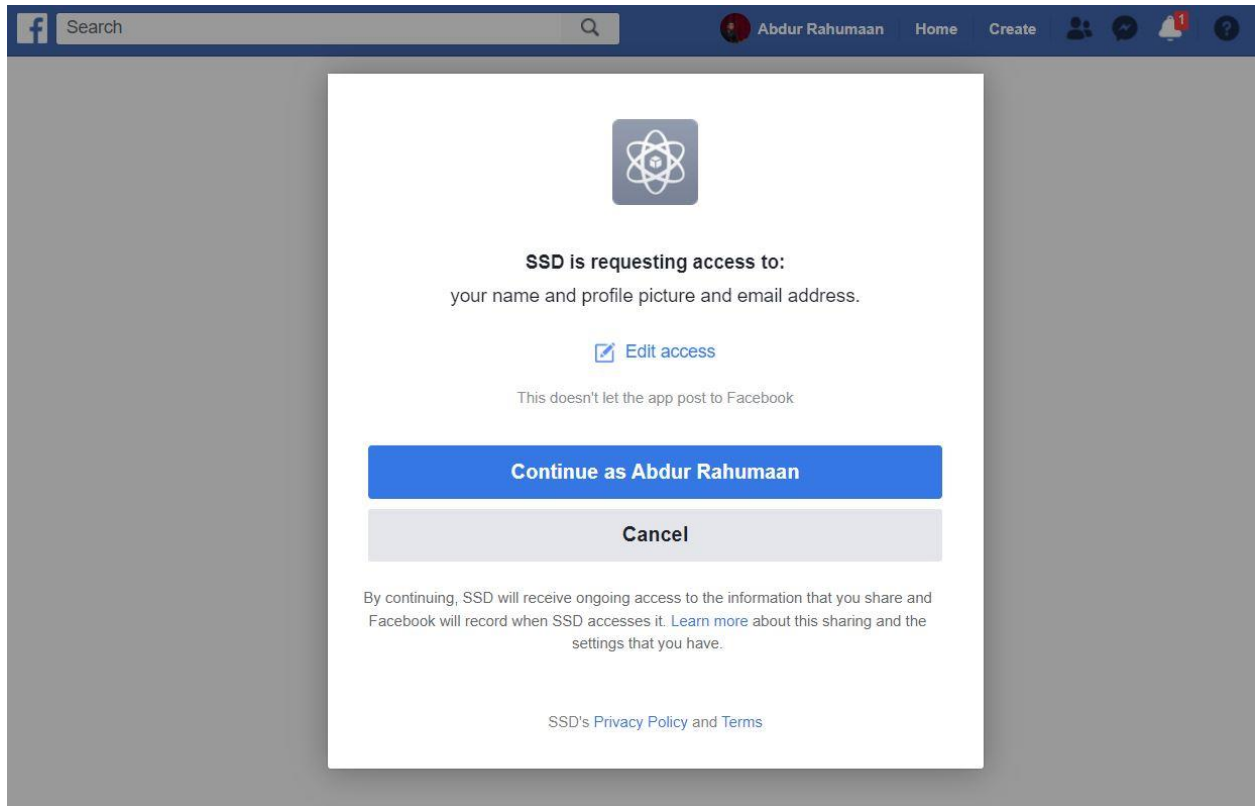 f Search Abdur Rahumaan Home Create 1 ?
SSD is requesting access to:
your name and profile picture and email address.
Edit access
This doesn't let the app post to Facebook
Continue as Abdur Rahumaan
Cancel
By continuing, SSD will receive ongoing access to the information that you share and
Facebook will record when SSD accesses it. Learn more about this sharing and the
settings that you have.
SSD's Privacy Policy and Terms